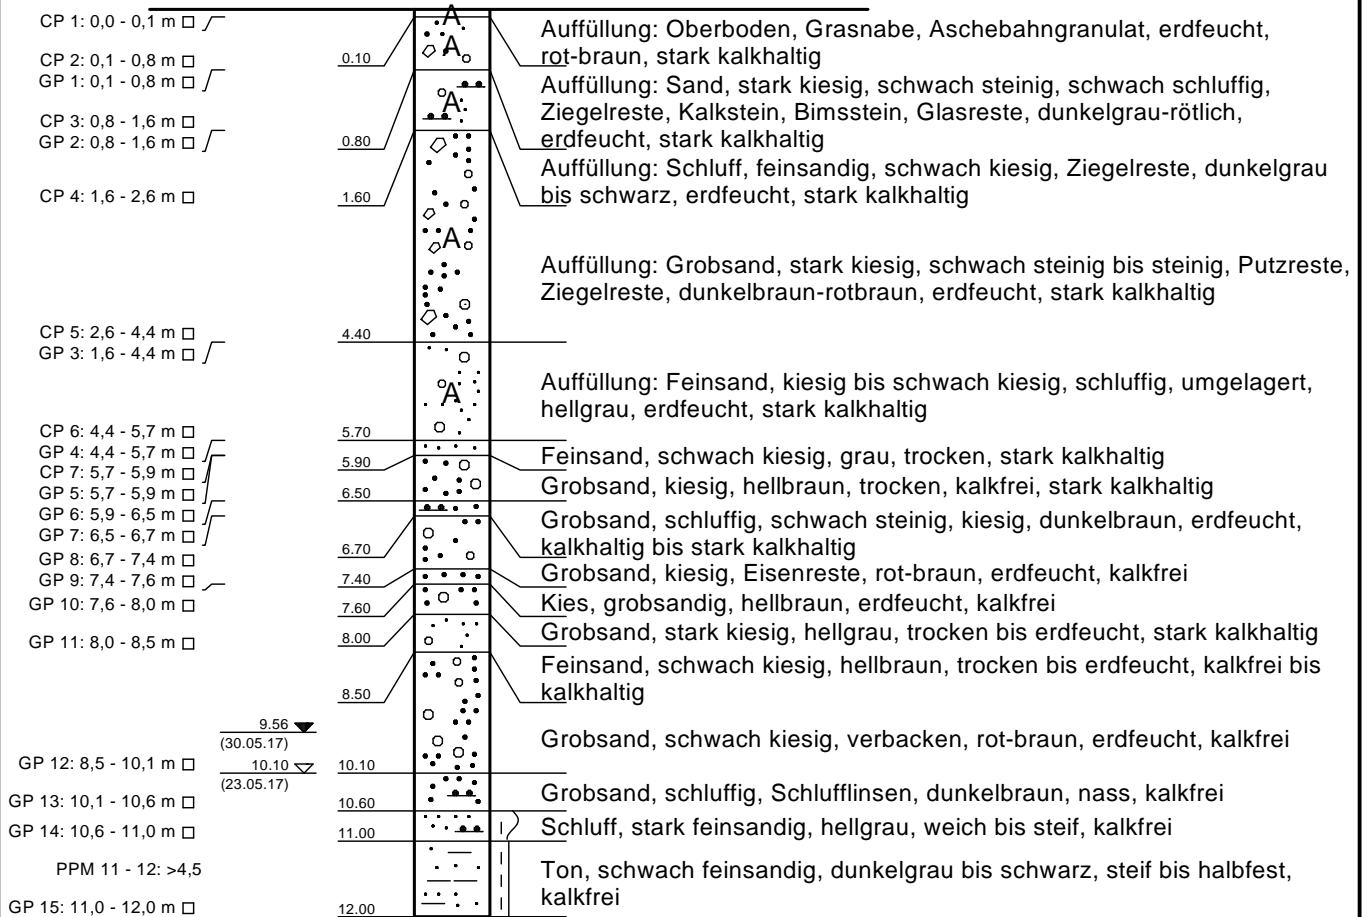 CP 1: 0,0 - 0,1 m
CP 2: 0,1 - 0,8 m
GP 1: 0,1 - 0,8 m
CP 3: 0,8 - 1,6 m
GP 2: 0,8 - 1,6 m
CP 4: 1,6 - 2,6 m
CP 5: 2,6 - 4,4 m
GP 3: 1,6 - 4,4 m
CP 6: 4,4 - 5,7 m
GP 4: 4,4 - 5,7 m
CP 7: 5,7 - 5,9 m
GP 5: 5,7 - 5,9 m
GP 6: 5,9 - 6,5 m
GP 7: 6,5 - 6,7 m
GP 8: 6,7 - 7,4 m
GP 9: 7,4 - 7,6 m
GP 10: 7,6 - 8,0 m
GP 11: 8,0 - 8,5 m
GP 12: 8,5 - 10,1 m
GP 13: 10,1 - 10,6 m
GP 14: 10,6 - 11,0 m
PPM 11 - 12: >4,5
GP 15: 11,0 - 12,0 m
9.56
(30.05.17)
10.10
(23.05.17)
0.10
0.80
1.60
4.40
5.70
5.90
6.50
6.70
7.40
7.60
8.00
8.50
10.10
10.60
11.00
12.00
A
A
A
A
A
Auffüllung: Oberboden, Grasnabe, Aschebahngranulat, erdfeucht,
rot-braun, stark kalkhaltig
Auffüllung: Sand, stark kiesig, schwach steinig, schwach schluffig,
Ziegelreste, Kalkstein, Bimsstein, Glasreste, dunkelgrau-rötlich,
erdfeucht, stark kalkhaltig
Auffüllung: Schluff, feinsandig, schwach kiesig, Ziegelreste, dunkelgrau
bis schwarz, erdfeucht, stark kalkhaltig
Auffüllung: Grobsand, stark kiesig, schwach steinig bis steinig, Putzreste,
Ziegelreste, dunkelbraun-rotbraun, erdfeucht, stark kalkhaltig
Auffüllung: Feinsand, kiesig bis schwach kiesig, schluffig, umgelagert,
hellgrau, erdfeucht, stark kalkhaltig
Feinsand, schwach kiesig, grau, trocken, stark kalkhaltig
Grobsand, kiesig, hellbraun, trocken, kalkfrei, stark kalkhaltig
Grobsand, schluffig, schwach steinig, kiesig, dunkelbraun, erdfeucht,
kalkhaltig bis stark kalkhaltig
Grobsand, kiesig, Eisenreste, rot-braun, erdfeucht, kalkfrei
Kies, grobsandig, hellbraun, erdfeucht, kalkfrei
Grobsand, stark kiesig, hellgrau, trocken bis erdfeucht, stark kalkhaltig
Feinsand, schwach kiesig, hellbraun, trocken bis erdfeucht, kalkfrei bis
kalkhaltig
Grobsand, schwach kiesig, verbacken, rot-braun, erdfeucht, kalkfrei
Grobsand, schluffig, Schlufflinsen, dunkelbraun, nass, kalkfrei
Schluff, stark feinsandig, hellgrau, weich bis steif, kalkfrei
Ton, schwach feinsandig, dunkelgrau bis schwarz, steif bis halbfest,
kalkfrei